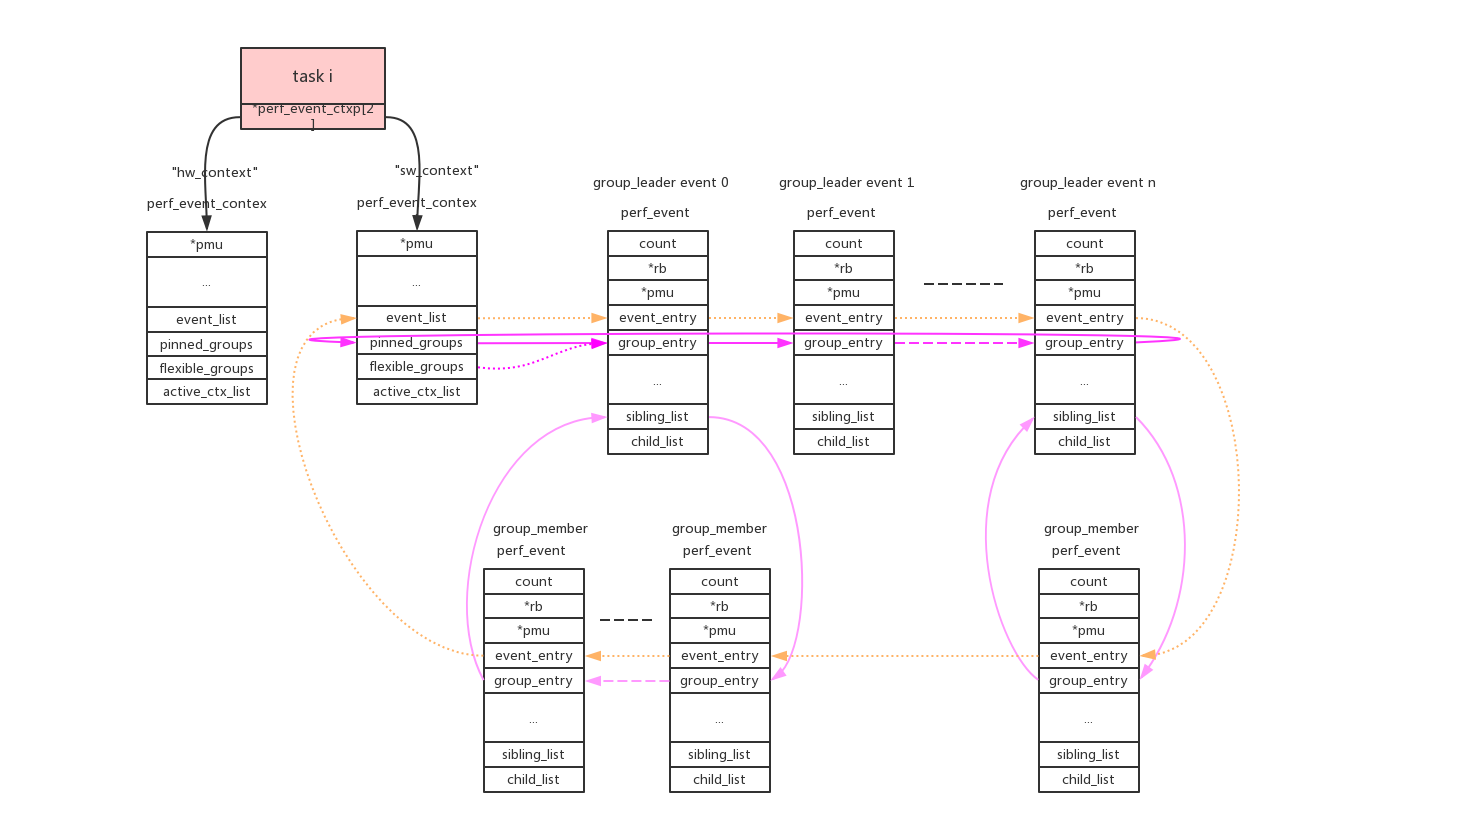 task i
*perf_event_ctxp[2
]
"hw_context"
"sw_context"
perf_event_contex
perf_event_contex
*pmu
...
event_list
pinned_groups
flexible_groups
active_ctx_list
*pmu
...
event_list
pinned_groups
flexible_groups
active_ctx_list
group_leader event 0
perf_event
count
*rb
*pmu
event_entry
group_entry
...
sibling_list
child_list
group_leader event 1
perf_event
count
*rb
*pmu
event_entry
group_entry
...
sibling_list
child_list
group_leader event n
perf_event
count
*rb
*pmu
event_entry
group_entry
...
sibling_list
child_list
group_member
perf_event
count
*rb
*pmu
event_entry
group_entry
...
sibling_list
child_list
group_member
perf_event
count
*rb
*pmu
event_entry
group_entry
...
sibling_list
child_list
group_member
perf_event
count
*rb
*pmu
event_entry
group_entry
...
sibling_list
child_list